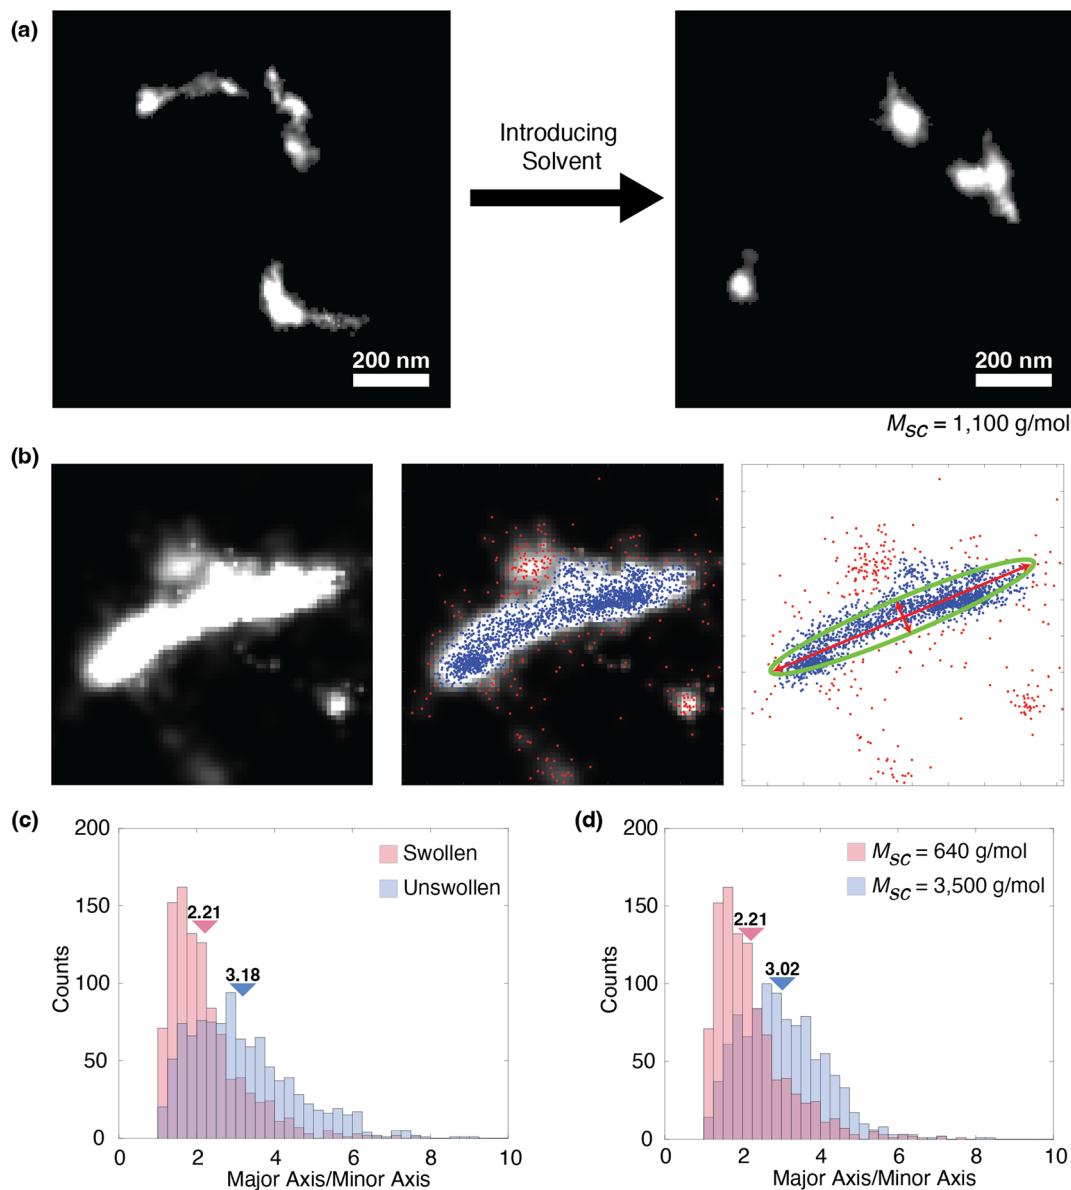 (a)
Introducing
Solvent
200 nm
200 nm
M_SC = 1,100 g/mol
(b)
(c)
200
150
100
50
0
Counts
Swollen
Unswollen
2.21
3.18
0
2
4
6
8
10
Major Axis/Minor Axis
(d)
200
150
100
50
0
Counts
M_SC = 640 g/mol
M_SC = 3,500 g/mol
2.21
3.02
0
2
4
6
8
10
Major Axis/Minor Axis